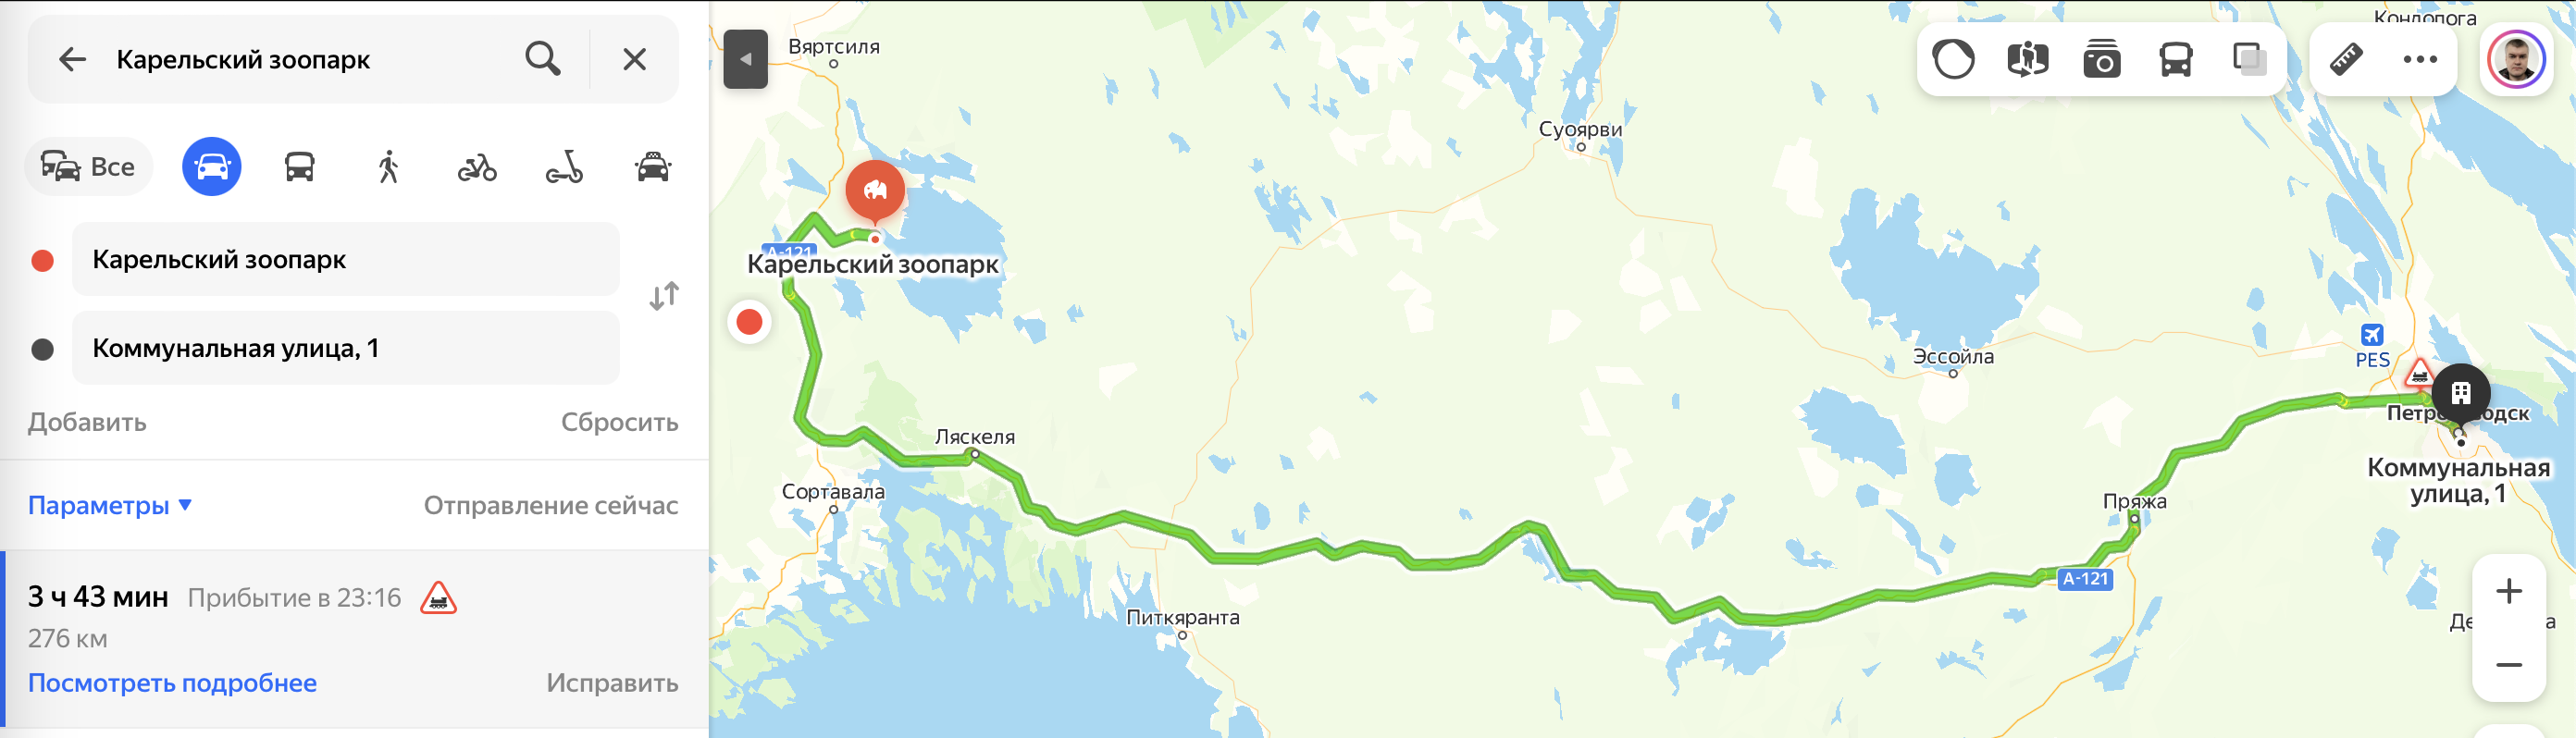 Карельский зоопарк
Все
Карельский зоопарк
Коммунальная улица, 1
Добавить
Сбросить
Параметры
Отправление сейчас
3 ч 43 мин
Прибытие в 23:16
276 км
Посмотреть подробнее
Исправить
Кондопога
Вяртсиля
Суоярви
А-121
Карельский зоопарк
PES
Эссойла
Коммунальная
улица, 1
Ляскеля
Сортавала
Пряжа
А-121
Питкяранта